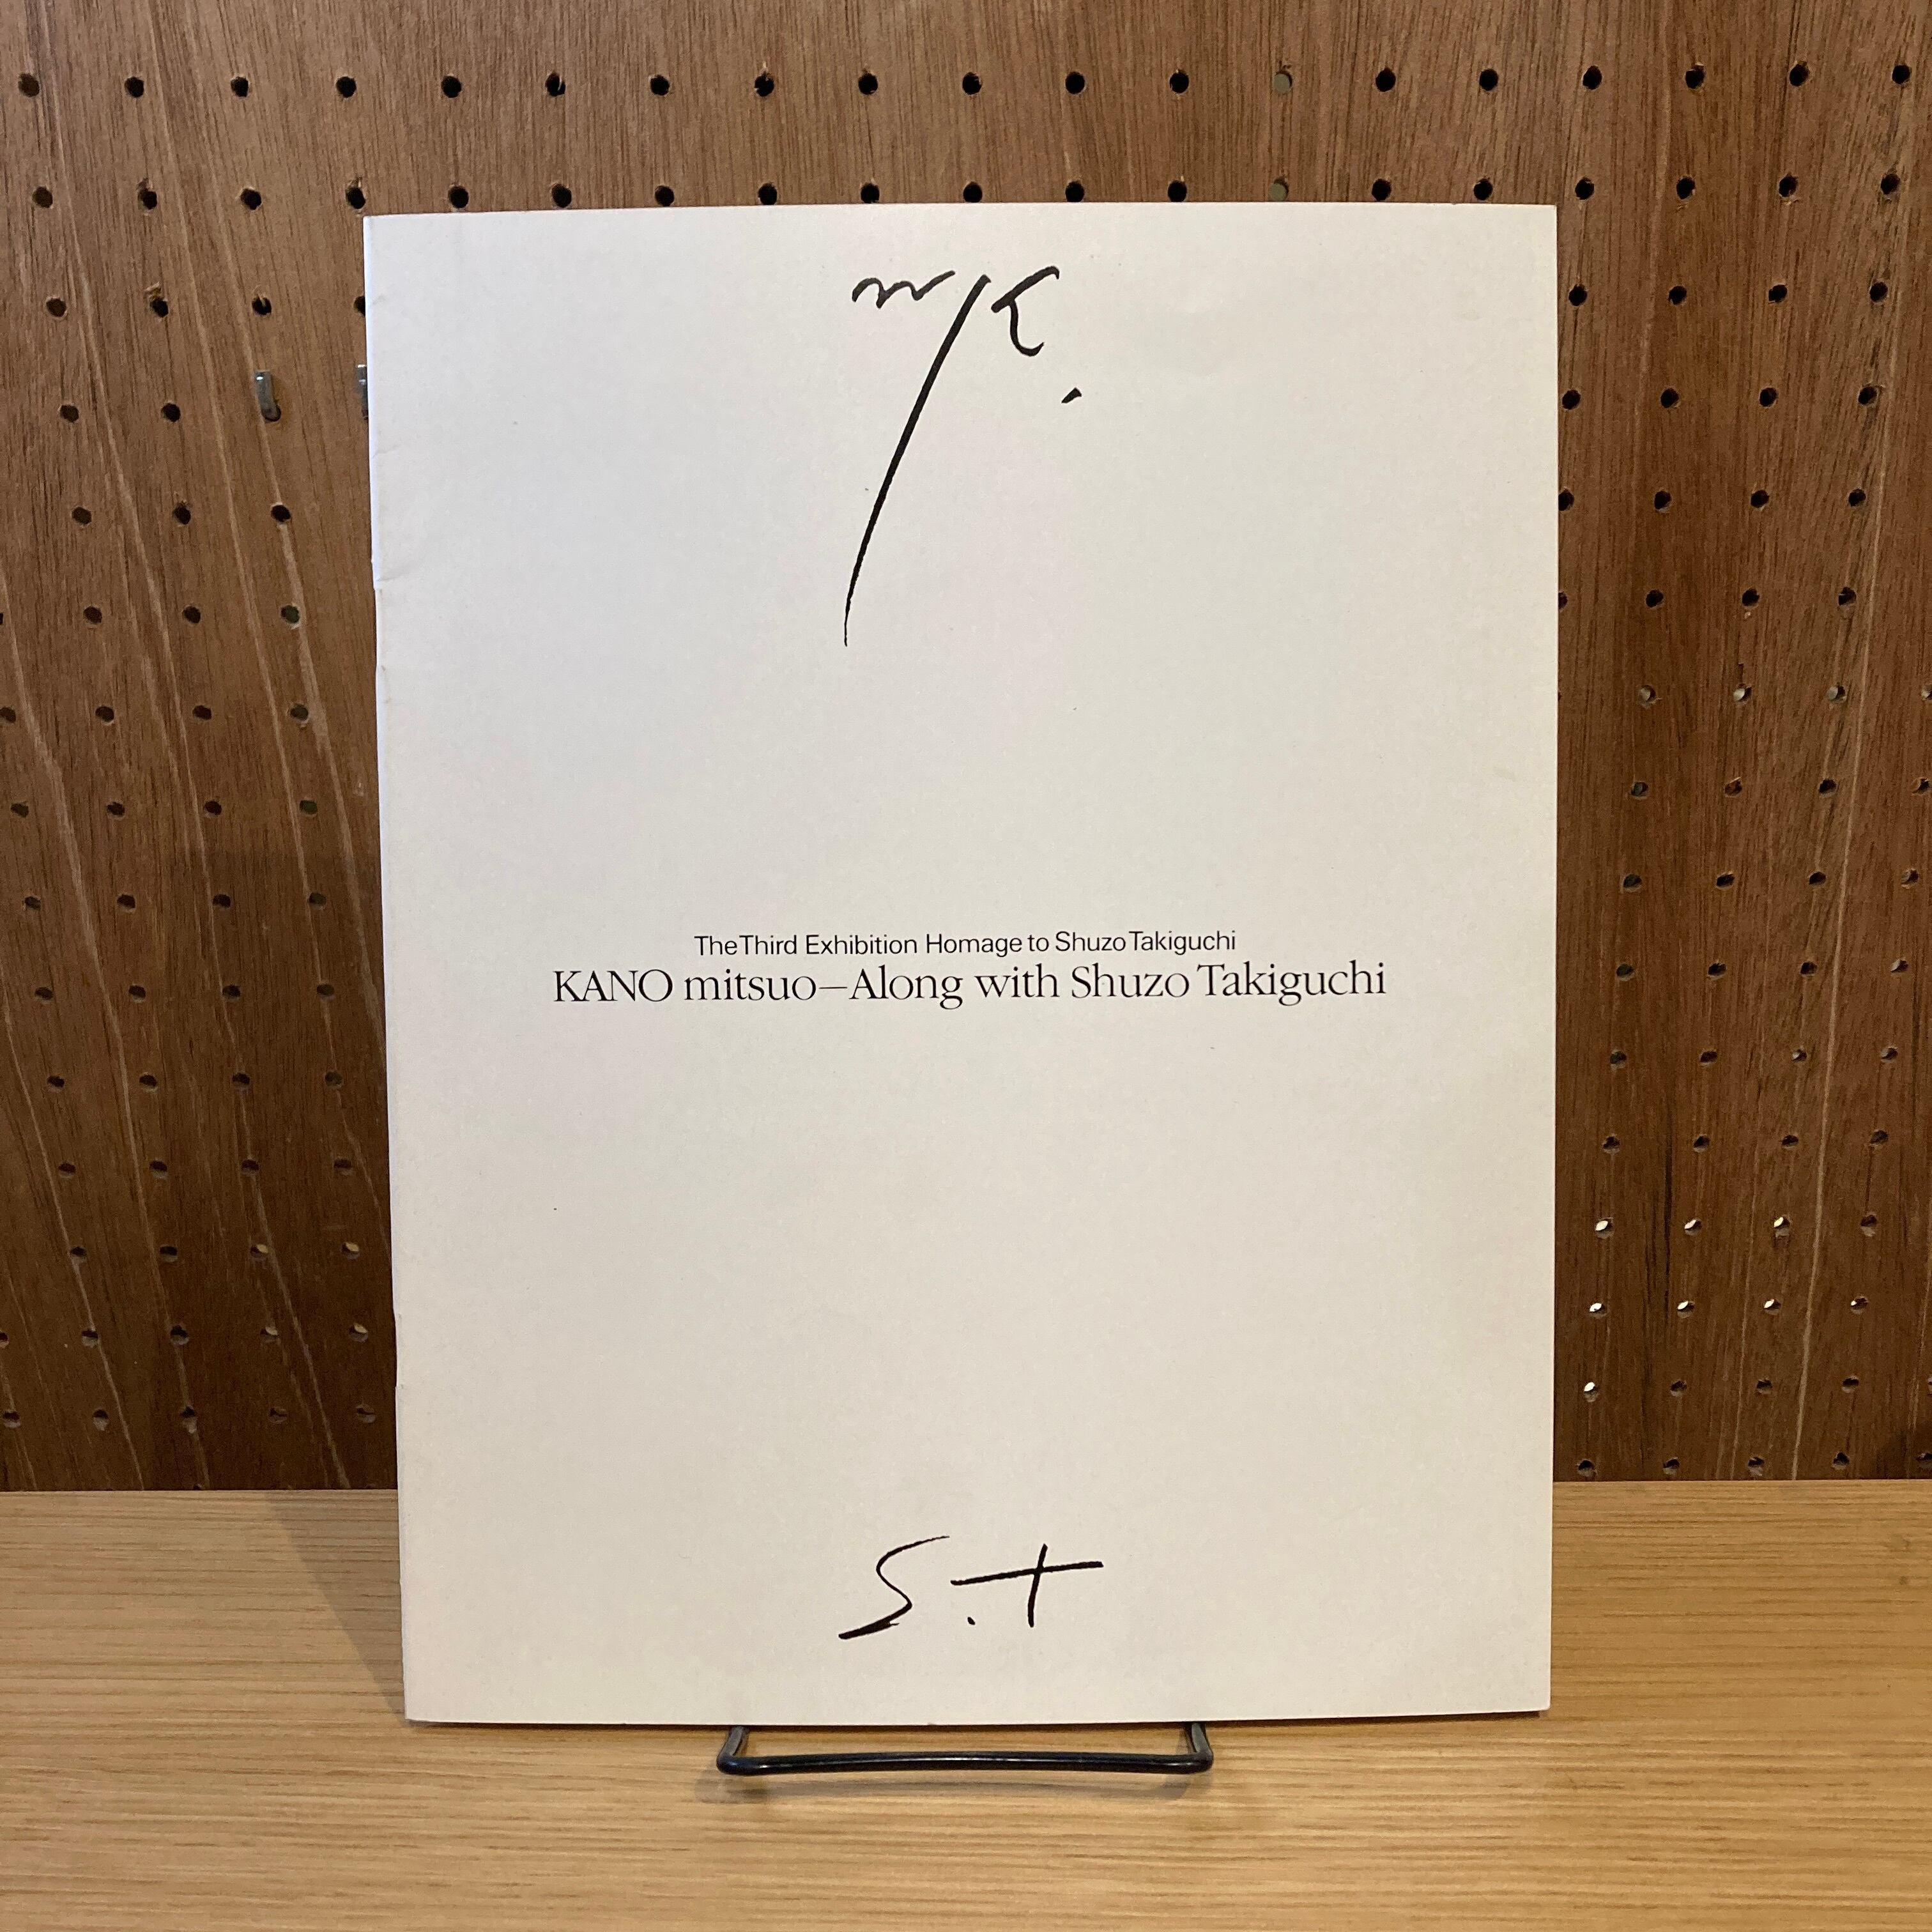 m K.
The Third Exhibition Homage to Shuzo Takiguchi
KANO mitsuo—Along with Shuzo Takiguchi
S.t